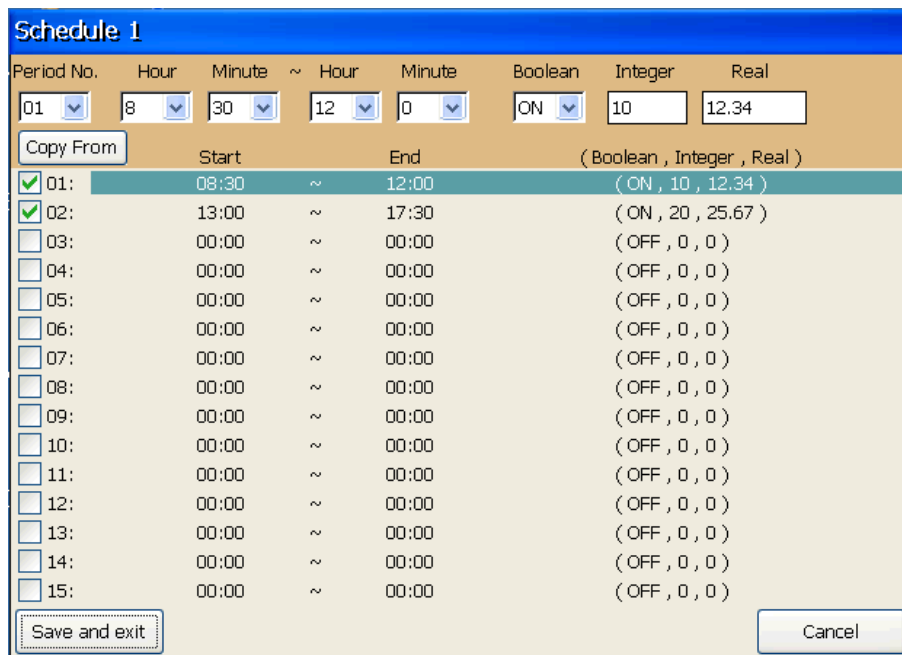 Schedule 1
Period No. Hour Minute ~ Hour Minute Boolean Integer Real
01 8 30 12 0 ON 10 12.34
Copy From Start End ( Boolean , Integer , Real )
01: 08:30 ~ 12:00 ( ON , 10 , 12.34 )
02: 13:00 ~ 17:30 ( ON , 20 , 25.67 )
03: 00:00 ~ 00:00 ( OFF , 0 , 0 )
04: 00:00 ~ 00:00 ( OFF , 0 , 0 )
05: 00:00 ~ 00:00 ( OFF , 0 , 0 )
06: 00:00 ~ 00:00 ( OFF , 0 , 0 )
07: 00:00 ~ 00:00 ( OFF , 0 , 0 )
08: 00:00 ~ 00:00 ( OFF , 0 , 0 )
09: 00:00 ~ 00:00 ( OFF , 0 , 0 )
10: 00:00 ~ 00:00 ( OFF , 0 , 0 )
11: 00:00 ~ 00:00 ( OFF , 0 , 0 )
12: 00:00 ~ 00:00 ( OFF , 0 , 0 )
13: 00:00 ~ 00:00 ( OFF , 0 , 0 )
14: 00:00 ~ 00:00 ( OFF , 0 , 0 )
15: 00:00 ~ 00:00 ( OFF , 0 , 0 )
Save and exit Cancel